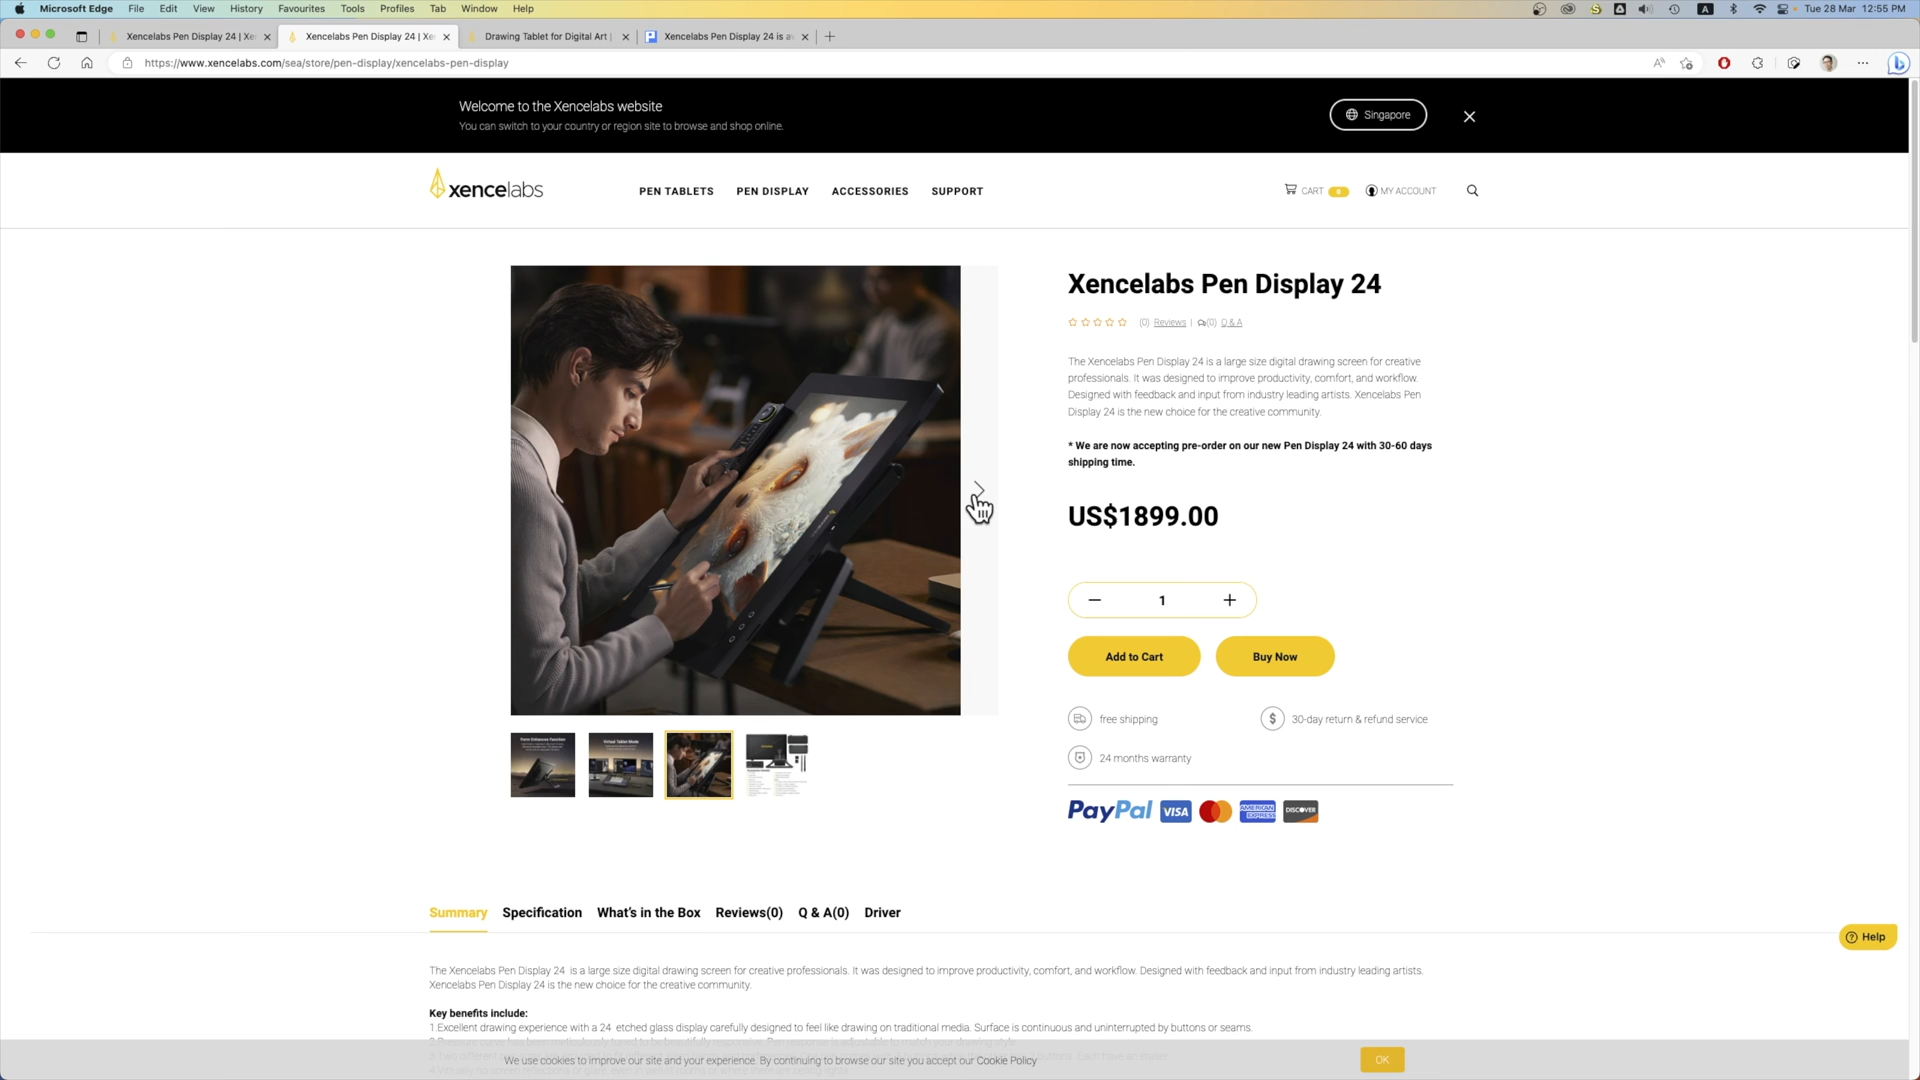 Microsoft Edge File Edit View History Favourites Tools Profiles Tab Window Help
A Tue 28 Mar 12:55 PM
Xencelabs Pen Display 24 | Xen
Xencelabs Pen Display 24 | Xe
Drawing Tablet for Digital Art |
Xencelabs Pen Display 24 is a
https://www.xencelabs.com/sea/store/pen-display/xencelabs-pen-display
Welcome to the Xencelabs website
You can switch to your country or region site to browse and shop online.
Singapore
xencelabs
PEN TABLETS PEN DISPLAY ACCESSORIES SUPPORT
CART 0 MY ACCOUNT
Xencelabs Pen Display 24
(0) Reviews | (0) Q & A
The Xencelabs Pen Display 24 is a large size digital drawing screen for creative
professionals. It was designed to improve productivity, comfort, and workflow.
Designed with feedback and input from industry leading artists. Xencelabs Pen
Display 24 is the new choice for the creative community.
* We are now accepting pre-order on our new Pen Display 24 with 30-60 days
shipping time.
US$1899.00
− 1 +
Add to Cart Buy Now
free shipping
$ 30-day return & refund service
24 months warranty
Virtual Tablet Mode
PayPal VISA AMERICAN EXPRESS DISCOVER
Summary Specification What's in the Box Reviews(0) Q & A(0) Driver
? Help
The Xencelabs Pen Display 24 is a large size digital drawing screen for creative professionals. It was designed to improve productivity, comfort, and workflow. Designed with feedback and input from industry leading artists.
Xencelabs Pen Display 24 is the new choice for the creative community.
Key benefits include:
1.Excellent drawing experience with a 24 etched glass display carefully designed to feel like drawing on traditional media. Surface is continuous and uninterrupted by buttons or seams.
We use cookies to improve our site and your experience. By continuing to browse our site you accept our Cookie Policy
OK